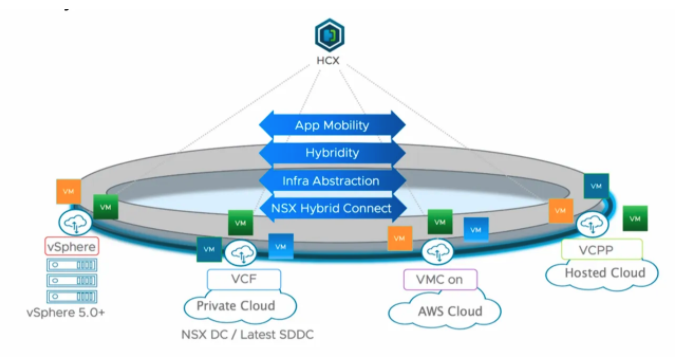 HCX
App Mobility
Hybridity
Infra Abstraction
NSX Hybrid Connect
VM
VM
vSphere
vSphere 5.0+
VM
VM
VM
VCF
Private Cloud
NSX DC / Latest SDDC
VM
VM
VM
VMC on
AWS Cloud
VM
VM
VM
VCPP
Hosted Cloud